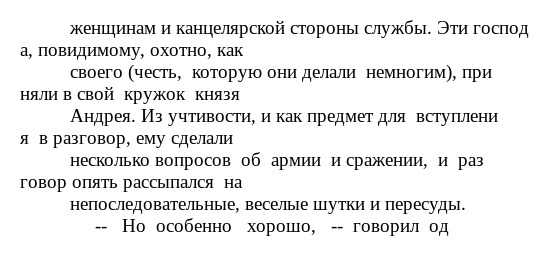 женщинам и канцелярской стороны службы. Эти господ
а, повидимому, охотно, как
своего (честь,  которую они делали  немногим), при
няли в свой  кружок  князя
Андрея. Из учтивости, и как предмет для  вступлени
я  в разговор, ему сделали
несколько вопросов  об  армии  и сражении,  и  раз
говор опять рассыпался  на
непоследовательные, веселые шутки и пересуды.
--   Но  особенно   хорошо,   --  говорил  од